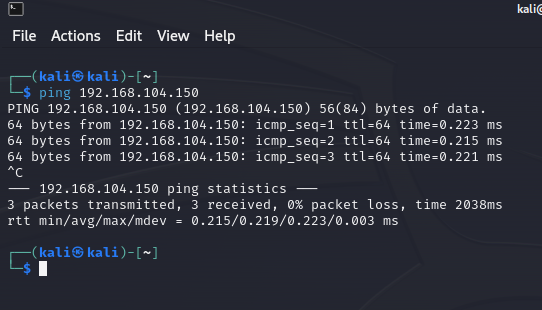 kali@
File Actions Edit View Help
┌──(kali㉿kali)-[~]
└─$ ping 192.168.104.150
PING 192.168.104.150 (192.168.104.150) 56(84) bytes of data.
64 bytes from 192.168.104.150: icmp_seq=1 ttl=64 time=0.223 ms
64 bytes from 192.168.104.150: icmp_seq=2 ttl=64 time=0.215 ms
64 bytes from 192.168.104.150: icmp_seq=3 ttl=64 time=0.221 ms
^C
--- 192.168.104.150 ping statistics ---
3 packets transmitted, 3 received, 0% packet loss, time 2038ms
rtt min/avg/max/mdev = 0.215/0.219/0.223/0.003 ms
┌──(kali㉿kali)-[~]
└─$